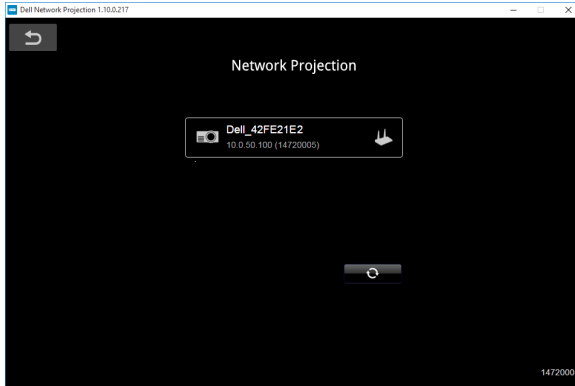 Dell Network Projection 1.10.0.217
Network Projection
Dell_42FE21E2
10.0.50.100 (14720005)
1472000